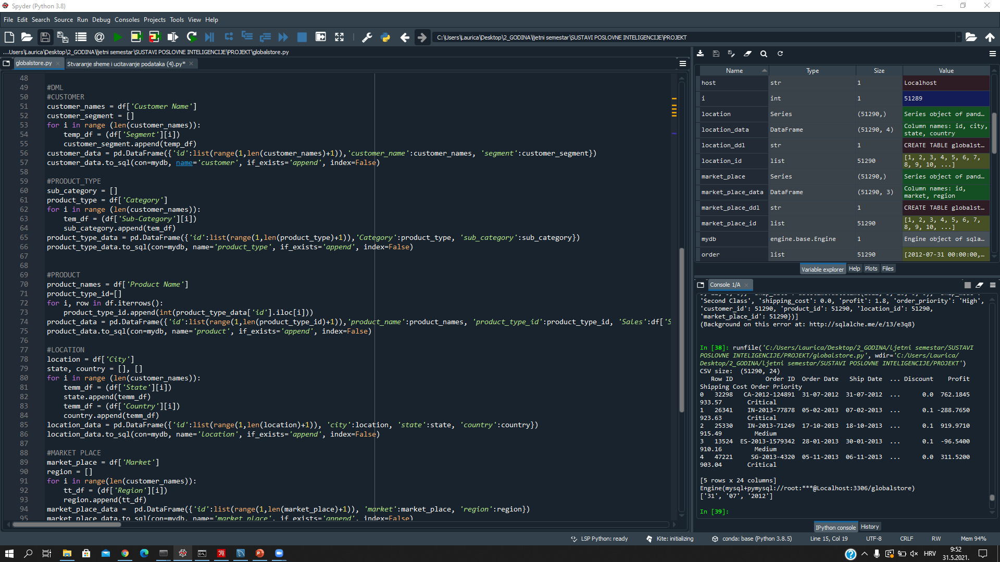 Spyder (Python 3.8)
File Edit Search Source Run Debug Consoles Projects Tools View Help
C:\Users\Laurica\Desktop\2_GODINA\ljetni semestar\SUSTAVI POSLOVNE INTELIGENCIJE\PROJEKT
...Users\Laurica\Desktop\2_GODINA\ljetni semestar\SUSTAVI POSLOVNE INTELIGENCIJE\PROJEKT\globalstore.py
globalstore.py
Stvaranje sheme i ucitavanje podataka (4).py*
48
49 #DML
50 #CUSTOMER
51 customer_names = df['Customer Name']
52 customer_segment = []
53 for i in range (len(customer_names)):
54 temp_df = (df['Segment'][i])
55 customer_segment.append(temp_df)
56 customer_data = pd.DataFrame({'id':list(range(1,len(customer_names)+1)),'customer_name':customer_names, 'segment':customer_segment})
57 customer_data.to_sql(con=mydb, name='customer', if_exists='append', index=False)
58
59 #PRODUCT_TYPE
60 sub_category = []
61 product_type = df['Category']
62 for i in range (len(customer_names)):
63 tem_df = (df['Sub-Category'][i])
64 sub_category.append(tem_df)
65 product_type_data = pd.DataFrame({'id':list(range(1,len(product_type)+1)),'Category':product_type, 'sub_category':sub_category})
66 product_type_data.to_sql(con=mydb, name='product_type', if_exists='append', index=False)
67
68
69 #PRODUCT
70 product_names = df['Product Name']
71 product_type_id=[]
72 for i, row in df.iterrows():
73 product_type_id.append(int(product_type_data['id'].iloc[i]))
74 product_data = pd.DataFrame({'id':list(range(1,len(product_type_id)+1)),'product_name':product_names, 'product_type_id':product_type_id, 'Sales':df['S
75 product_data.to_sql(con=mydb, name='product', if_exists='append', index=False)
76
77 #LOCATION
78 location = df['City']
79 state, country = [], []
80 for i in range (len(customer_names)):
81 temm_df = (df['State'][i])
82 state.append(temm_df)
83 temm_df = (df['Country'][i])
84 country.append(temm_df)
85 location_data = pd.DataFrame({'id':list(range(1,len(location)+1)), 'city':location, 'state':state, 'country':country})
86 location_data.to_sql(con=mydb, name='location', if_exists='append', index=False)
87
88 #MARKET PLACE
89 market_place = df['Market']
90 region = []
91 for i in range(len(customer_names)):
92 tt_df = (df['Region'][i])
93 region.append(tt_df)
94 market_place_data = pd.DataFrame({'id':list(range(1,len(market_place)+1)), 'market':market_place, 'region':region})
95 market_place_data.to_sql(con=mydb, name='market_place', if_exists='append', index=False)
Name Type Size Value
host str 1 Localhost
i int 1 51289
location Series (51290,) Series object of pand...
location_data DataFrame (51290, 4) Column names: id, city, state, country
location_ddl str 1 CREATE TABLE globalst...
location_id list 51290 [1, 2, 3, 4, 5, 6, 7, 8, 9, 10, ...]
market_place Series (51290,) Series object of pand...
market_place_data DataFrame (51290, 3) Column names: id, market, region
market_place_ddl str 1 CREATE TABLE globalst...
market_place_id list 51290 [1, 2, 3, 4, 5, 6, 7, 8, 9, 10, ...]
mydb engine.base.Engine 1 Engine object of sqla...
order list 51290 [2012-07-31 00:00:00,...
Variable explorer Help Plots Files
Console 1/A
'Second Class', 'shipping_cost': 0.0, 'profit': 1.8, 'order_priority': 'High',
'customer_id': 51290, 'product_id': 51290, 'location_id': 51290,
'market_place_id': 51290})]
(Background on this error at: http://sqlalche.me/e/13/e3q8)
In [38]: runfile('C:/Users/Laurica/Desktop/2_GODINA/ljetni semestar/SUSTAVI
POSLOVNE INTELIGENCIJE/PROJEKT/globalstore.py', wdir='C:/Users/Laurica/
Desktop/2_GODINA/ljetni semestar/SUSTAVI POSLOVNE INTELIGENCIJE/PROJEKT')
CSV size: (51290, 24)
Row ID Order ID Order Date Ship Date ... Discount Profit
Shipping Cost Order Priority
0 32298 CA-2012-124891 31-07-2012 31-07-2012 ... 0.0 762.1845
933.57 Critical
1 26341 IN-2013-77878 05-02-2013 07-02-2013 ... 0.1 -288.7650
923.63 Critical
2 25330 IN-2013-71249 17-10-2013 18-10-2013 ... 0.1 919.9710
915.49 Medium
3 13524 ES-2013-1579342 28-01-2013 30-01-2013 ... 0.1 -96.5400
910.16 Medium
4 47221 SG-2013-4320 05-11-2013 06-11-2013 ... 0.0 311.5200
903.04 Critical
[5 rows x 24 columns]
Engine(mysql+pymysql://root:***@Localhost:3306/globalstore)
['31', '07', '2012']
In [39]:
IPython console History
LSP Python: ready Kite: initializing conda: base (Python 3.8.5) Line 15, Col 19 UTF-8 CRLF RW Mem 94%
HRV
9:52
31.5.2021.